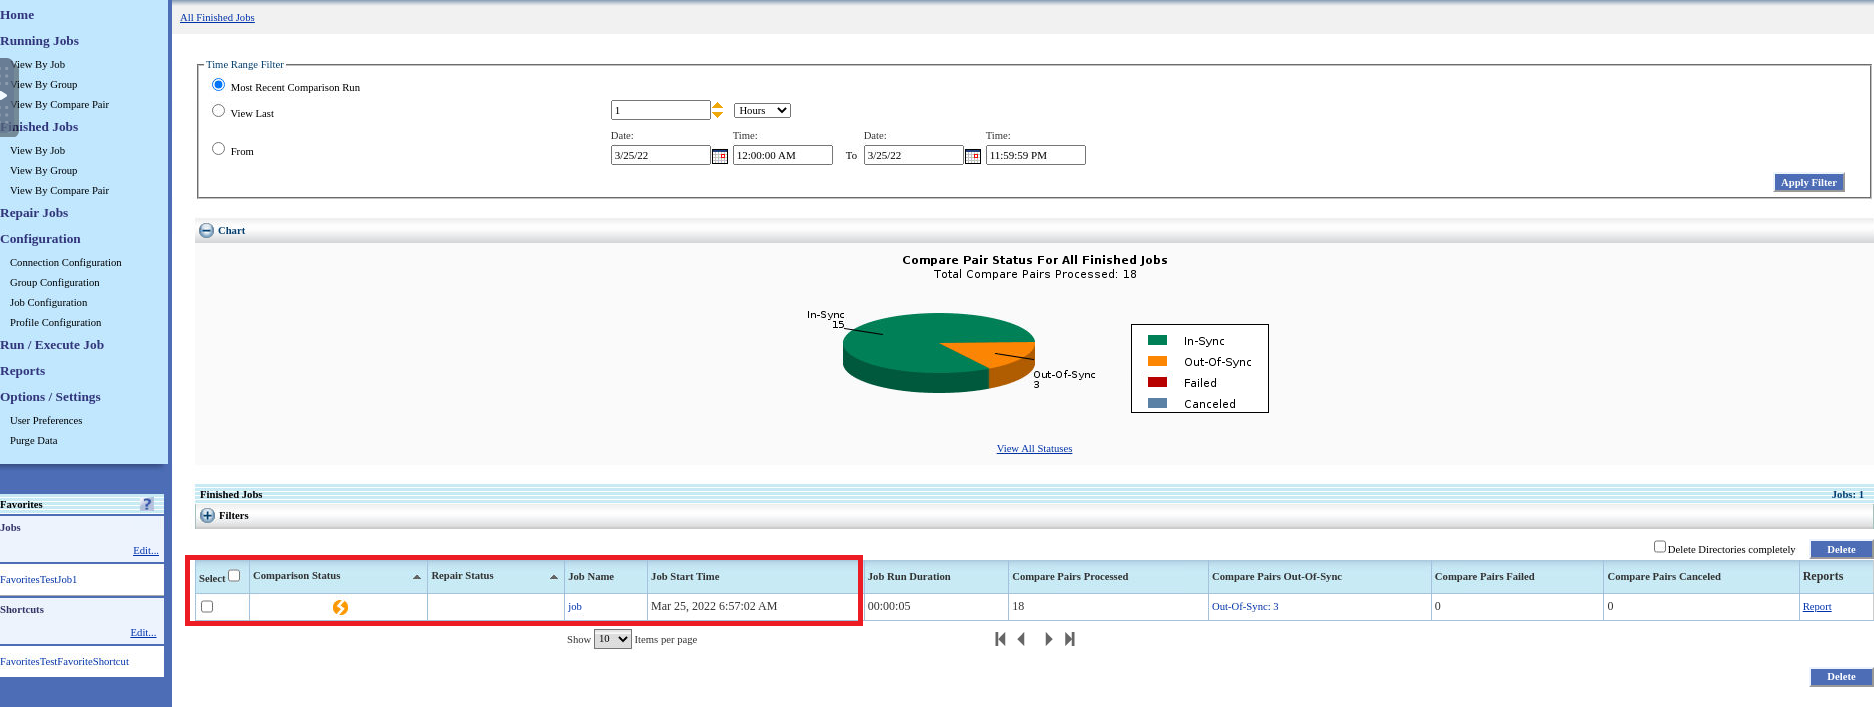 Home
Running Jobs
View By Job
View By Group
View By Compare Pair
Finished Jobs
View By Job
View By Group
View By Compare Pair
Repair Jobs
Configuration
Connection Configuration
Group Configuration
Job Configuration
Profile Configuration
Run / Execute Job
Reports
Options / Settings
User Preferences
Purge Data
Favorites ?
Jobs
Edit...
FavoritesTestJob1
Shortcuts
Edit...
FavoritesTestFavoriteShortcut
All Finished Jobs
Time Range Filter
Most Recent Comparison Run
View Last 1 Hours
Date: Time: Date: Time:
From 3/25/22 12:00:00 AM To 3/25/22 11:59:59 PM
Apply Filter
Chart
Compare Pair Status For All Finished Jobs
Total Compare Pairs Processed: 18
In-Sync
15
Out-Of-Sync
3
In-Sync
Out-Of-Sync
Failed
Canceled
View All Statuses
Finished Jobs Jobs: 1
Filters
Delete Directories completely Delete
Select Comparison Status Repair Status Job Name Job Start Time Job Run Duration Compare Pairs Processed Compare Pairs Out-Of-Sync Compare Pairs Failed Compare Pairs Canceled Reports
job Mar 25, 2022 6:57:02 AM 00:00:05 18 Out-Of-Sync: 3 0 0 Report
Show 10 Items per page
Delete